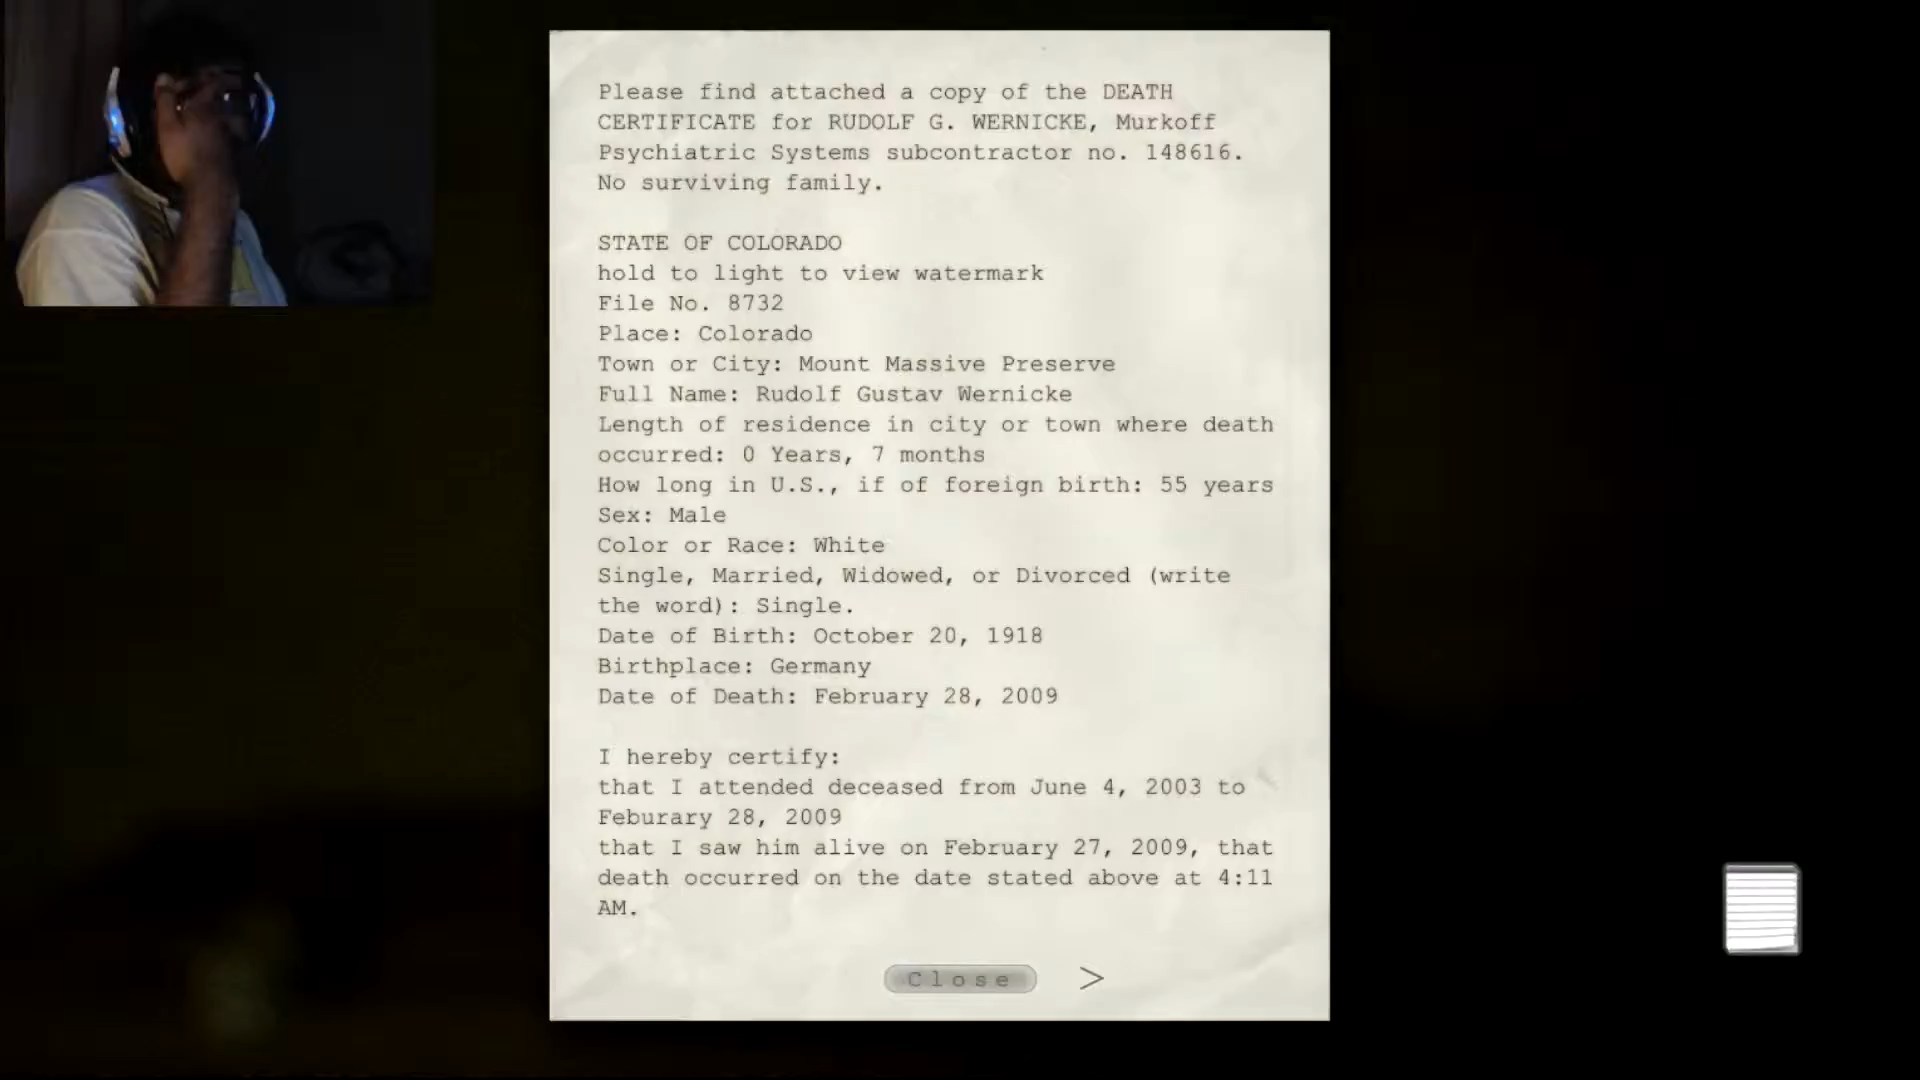 Please find attached a copy of the DEATH
CERTIFICATE for RUDOLF G. WERNICKE, Murkoff
Psychiatric Systems subcontractor no. 148616.
No surviving family.
STATE OF COLORADO
hold to light to view watermark
File No. 8732
Place: Colorado
Town or City: Mount Massive Preserve
Full Name: Rudolf Gustav Wernicke
Length of residence in city or town where death
occurred: 0 Years, 7 months
How long in U.S., if of foreign birth: 55 years
Sex: Male
Color or Race: White
Single, Married, Widowed, or Divorced (write
the word): Single.
Date of Birth: October 20, 1918
Birthplace: Germany
Date of Death: February 28, 2009
I hereby certify:
that I attended deceased from June 4, 2003 to
Feburary 28, 2009
that I saw him alive on February 27, 2009, that
death occurred on the date stated above at 4:11
AM.
Close >